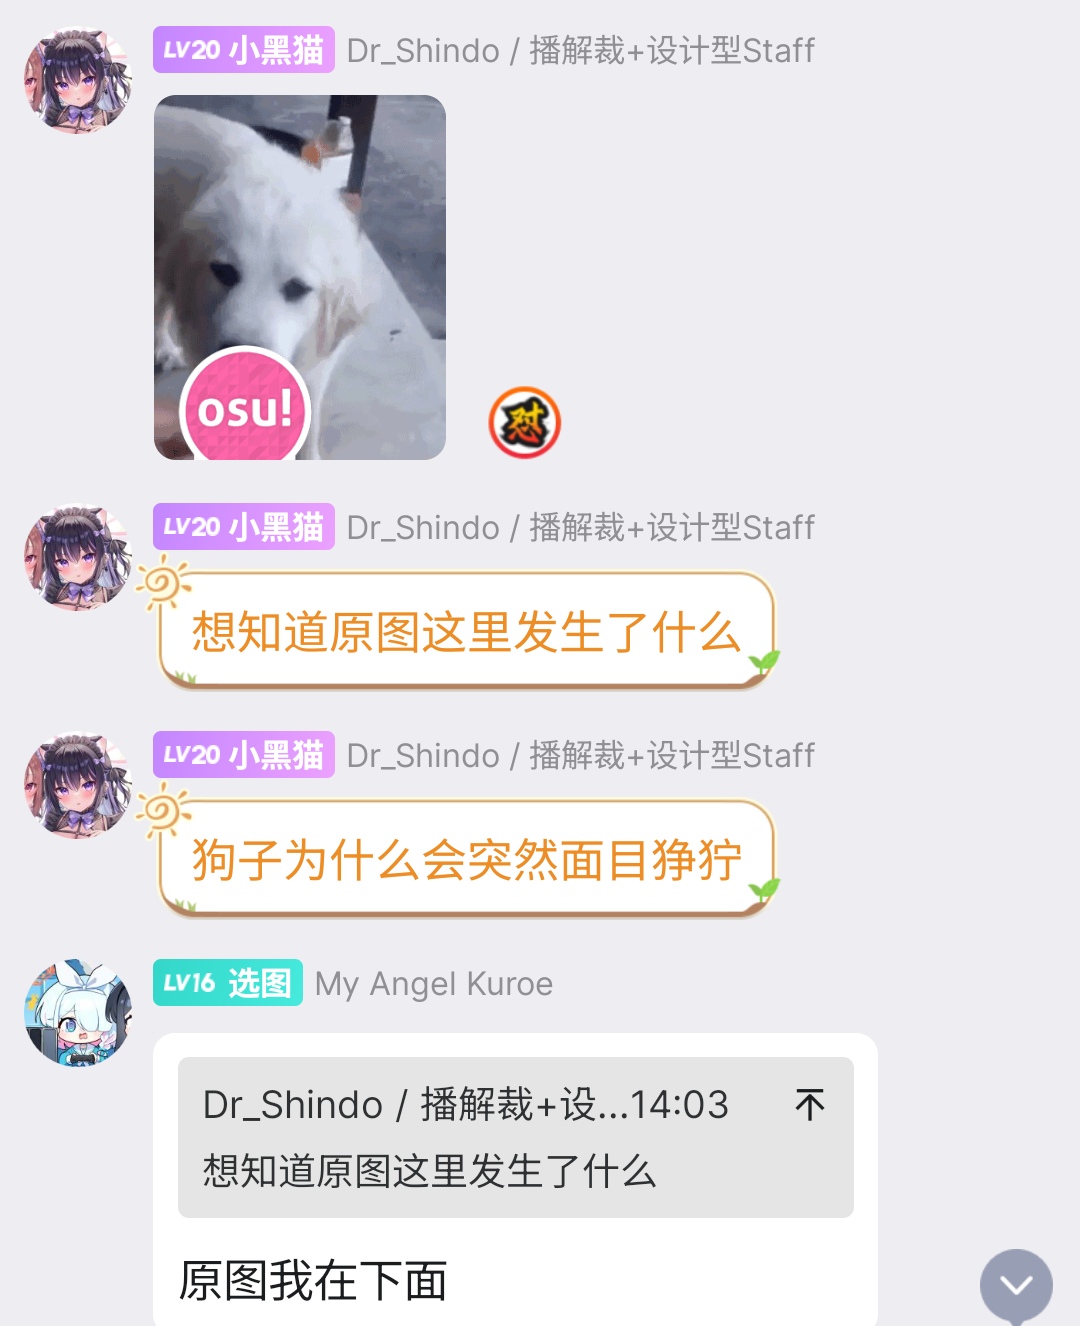 LV20 小黑猫 Dr_Shindo / 播解裁+设计型Staff
osu!
怼
LV20 小黑猫 Dr_Shindo / 播解裁+设计型Staff
想知道原图这里发生了什么
LV20 小黑猫 Dr_Shindo / 播解裁+设计型Staff
狗子为什么会突然面目狰狞
LV16 选图 My Angel Kuroe
Dr_Shindo / 播解裁+设...14:03
想知道原图这里发生了什么
原图我在下面